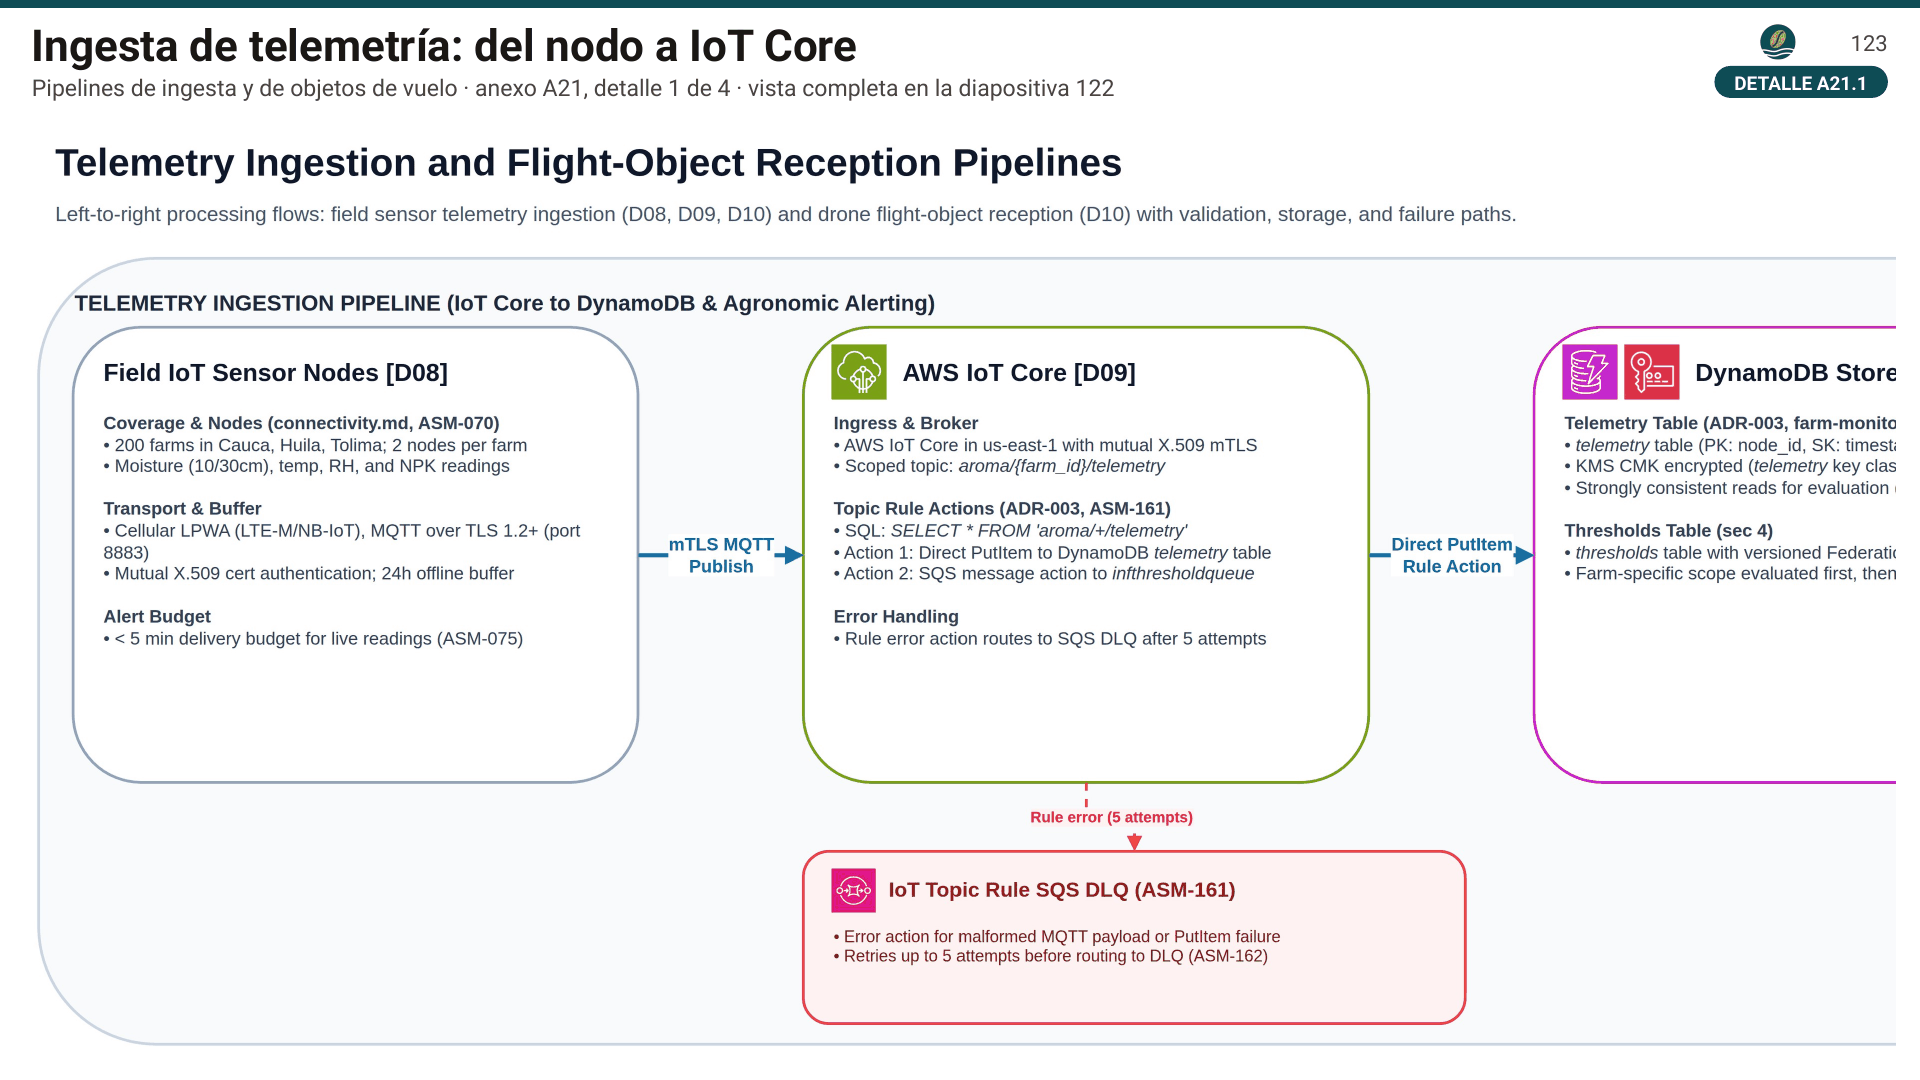 Ingesta de telemetría: del nodo a IoT Core
123
Pipelines de ingesta y de objetos de vuelo · anexo A21, detalle 1 de 4 · vista completa en la diapositiva 122
DETALLE A21.1
Telemetry Ingestion and Flight-Object Reception Pipelines
Left-to-right processing flows: field sensor telemetry ingestion (D08, D09, D10) and drone flight-object reception (D10) with validation, storage, and failure paths.
TELEMETRY INGESTION PIPELINE (IoT Core to DynamoDB & Agronomic Alerting)
Field IoT Sensor Nodes [D08]
Coverage & Nodes (connectivity.md, ASM-070)
• 200 farms in Cauca, Huila, Tolima; 2 nodes per farm
• Moisture (10/30cm), temp, RH, and NPK readings
Transport & Buffer
• Cellular LPWA (LTE-M/NB-IoT), MQTT over TLS 1.2+ (port
8883)
• Mutual X.509 cert authentication; 24h offline buffer
Alert Budget
• < 5 min delivery budget for live readings (ASM-075)
mTLS MQTT
Publish
AWS IoT Core [D09]
Ingress & Broker
• AWS IoT Core in us-east-1 with mutual X.509 mTLS
• Scoped topic: aroma/{farm_id}/telemetry
Topic Rule Actions (ADR-003, ASM-161)
• SQL: SELECT * FROM 'aroma/+/telemetry'
• Action 1: Direct PutItem to DynamoDB telemetry table
• Action 2: SQS message action to infthresholdqueue
Error Handling
• Rule error action routes to SQS DLQ after 5 attempts
Direct PutItem
Rule Action
DynamoDB Store
Telemetry Table (ADR-003, farm-monito
• telemetry table (PK: node_id, SK: timesta
• KMS CMK encrypted (telemetry key clas
• Strongly consistent reads for evaluation (
Thresholds Table (sec 4)
• thresholds table with versioned Federatio
• Farm-specific scope evaluated first, then
Rule error (5 attempts)
IoT Topic Rule SQS DLQ (ASM-161)
• Error action for malformed MQTT payload or PutItem failure
• Retries up to 5 attempts before routing to DLQ (ASM-162)